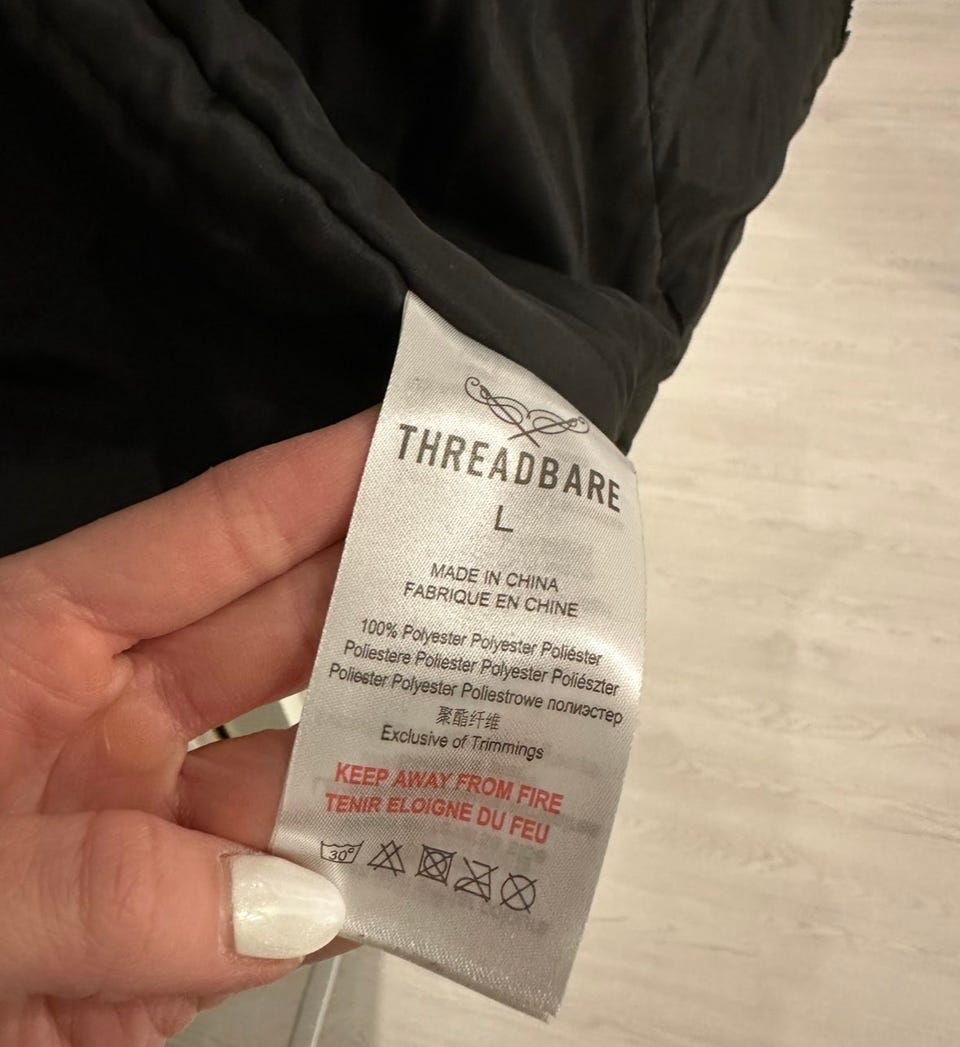 THREADBARE
L
MADE IN CHINA
FABRIQUE EN CHINE
100% Polyester Polyester Poliéster
Poliestere Poliester Polyester Poliészter
Poliester Polyester Poliestrowe полиэстер
聚酯纤维
Exclusive of Trimmings
KEEP AWAY FROM FIRE
TENIR ELOIGNE DU FEU
30°